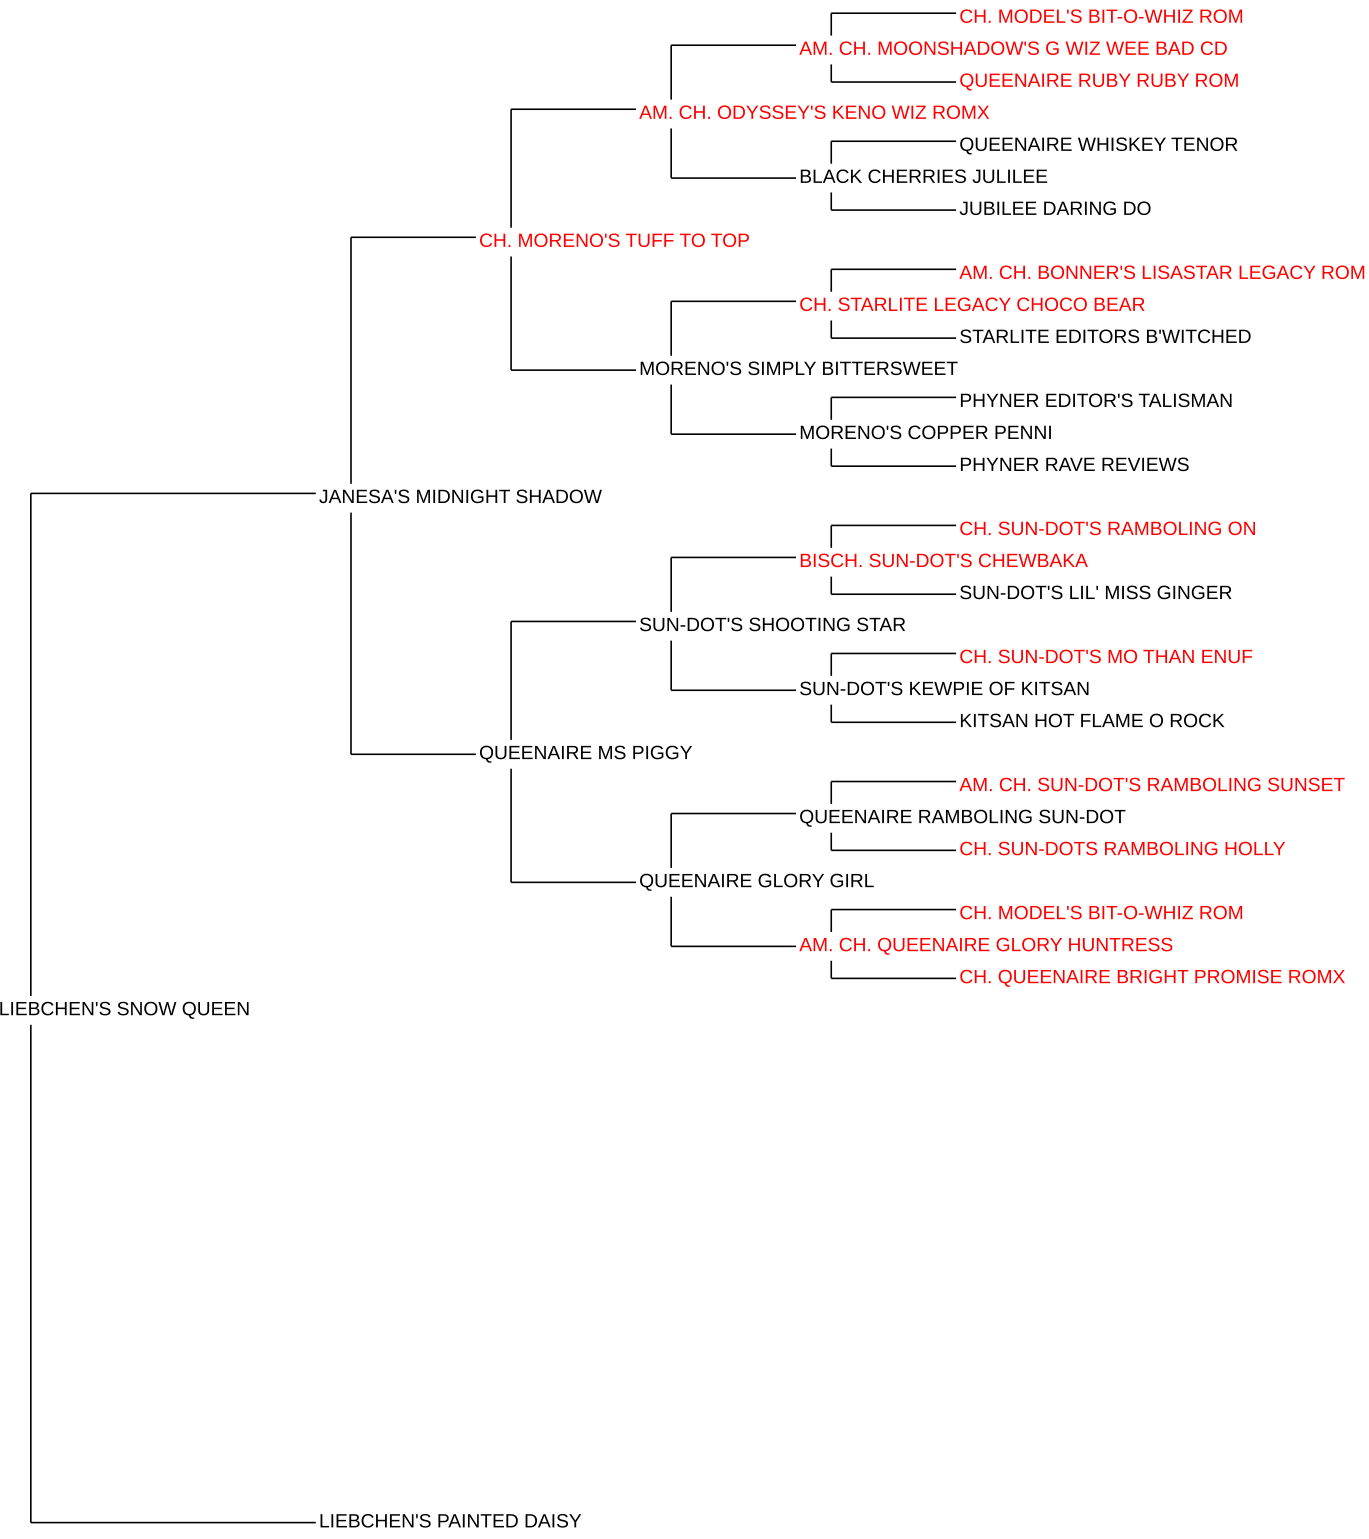 CH. MODEL'S BIT-O-WHIZ ROM
AM. CH. MOONSHADOW'S G WIZ WEE BAD CD
QUEENAIRE RUBY RUBY ROM
AM. CH. ODYSSEY'S KENO WIZ ROMX
QUEENAIRE WHISKEY TENOR
BLACK CHERRIES JULILEE
JUBILEE DARING DO
CH. MORENO'S TUFF TO TOP
AM. CH. BONNER'S LISASTAR LEGACY ROM
CH. STARLITE LEGACY CHOCO BEAR
STARLITE EDITORS B'WITCHED
MORENO'S SIMPLY BITTERSWEET
PHYNER EDITOR'S TALISMAN
MORENO'S COPPER PENNI
PHYNER RAVE REVIEWS
JANESA'S MIDNIGHT SHADOW
CH. SUN-DOT'S RAMBOLING ON
BISCH. SUN-DOT'S CHEWBAKA
SUN-DOT'S LIL' MISS GINGER
SUN-DOT'S SHOOTING STAR
CH. SUN-DOT'S MO THAN ENUF
SUN-DOT'S KEWPIE OF KITSAN
KITSAN HOT FLAME O ROCK
QUEENAIRE MS PIGGY
AM. CH. SUN-DOT'S RAMBOLING SUNSET
QUEENAIRE RAMBOLING SUN-DOT
CH. SUN-DOTS RAMBOLING HOLLY
QUEENAIRE GLORY GIRL
CH. MODEL'S BIT-O-WHIZ ROM
AM. CH. QUEENAIRE GLORY HUNTRESS
CH. QUEENAIRE BRIGHT PROMISE ROMX
LIEBCHEN'S SNOW QUEEN
LIEBCHEN'S PAINTED DAISY